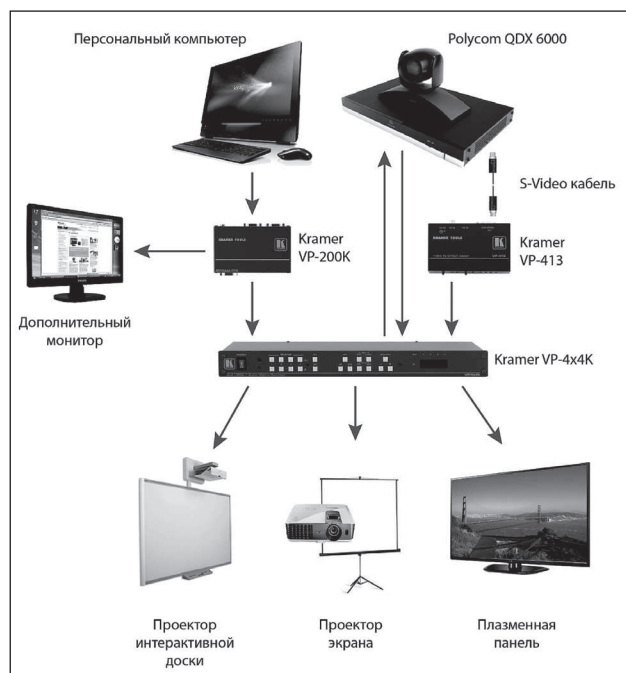 Персональный компьютер
Polycom QDX 6000
S-Video кабель
Kramer
VP-200K
Kramer
VP-413
Дополнительный
монитор
Kramer VP-4x4K
Проектор
интерактивной
доски
Проектор
экрана
Плазменная
панель